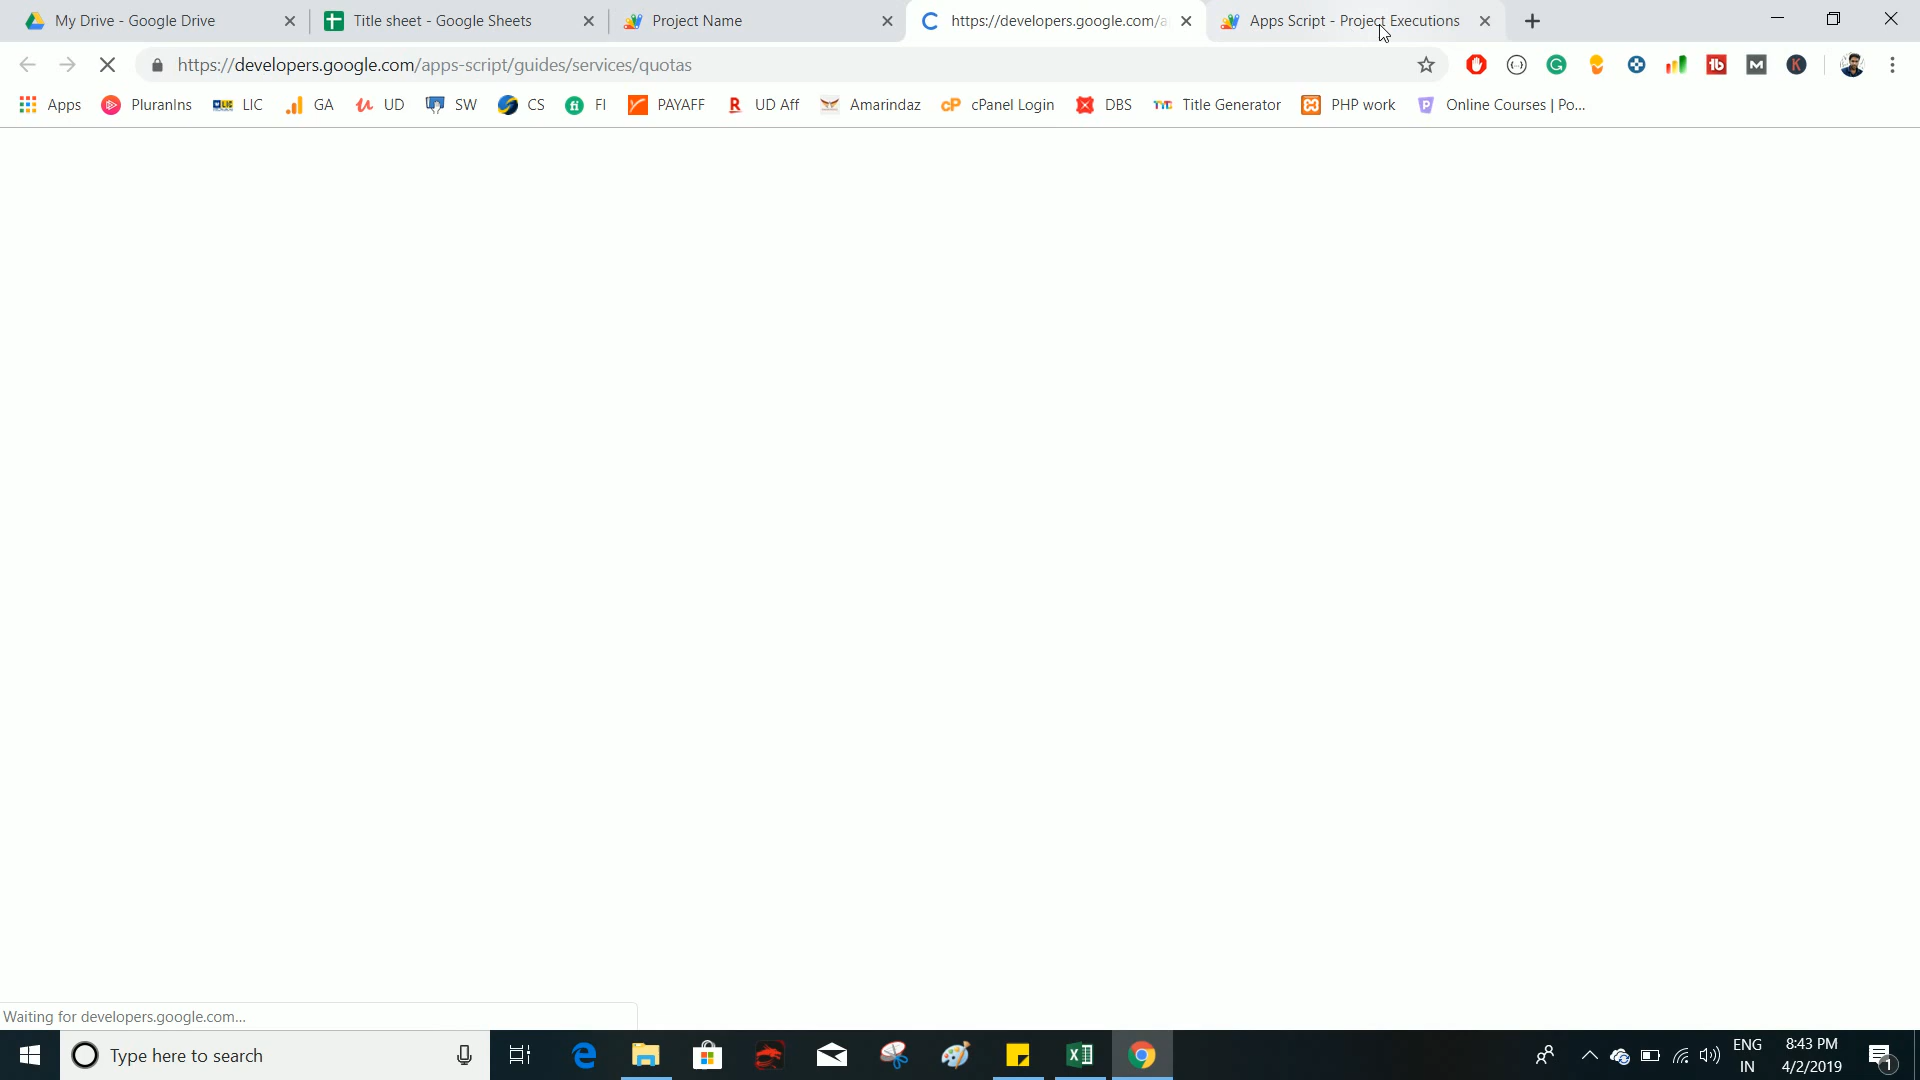 My Drive - Google Drive
Title sheet - Google Sheets
Project Name
https://developers.google.com/a
Apps Script - Project Executions
https://developers.google.com/apps-script/guides/services/quotas
Apps
PluranIns
LIC
GA
UD
SW
CS
FI
PAYAFF
UD Aff
Amarindaz
cPanel Login
DBS
Title Generator
PHP work
Online Courses | Po...
Waiting for developers.google.com...
Type here to search
ENG
IN
8:43 PM
4/2/2019
1